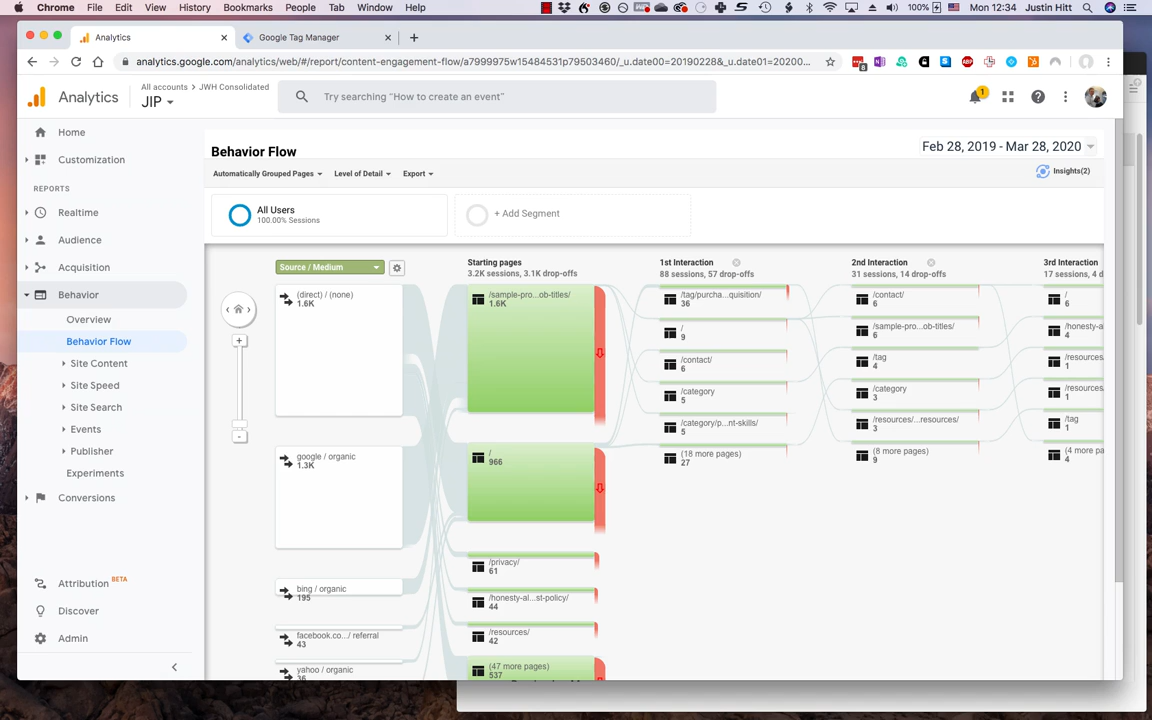 Chrome File Edit View History Bookmarks People Tab Window Help 100% Mon 12:34 Justin Hitt
Analytics
Google Tag Manager
analytics.google.com/analytics/web/#/report/content-engagement-flow/a7999975w15484531p79503460/_u.date00=20190228&_u.date01=20200...
Analytics
All accounts > JWH Consolidated
JIP
Try searching "How to create an event"
1
Home
Customization
REPORTS
Realtime
Audience
Acquisition
Behavior
Overview
Behavior Flow
Site Content
Site Speed
Site Search
Events
Publisher
Experiments
Conversions
Attribution BETA
Discover
Admin
Behavior Flow
Feb 28, 2019 - Mar 28, 2020
Automatically Grouped Pages Level of Detail Export
Insights(2)
All Users
100.00% Sessions
+ Add Segment
Source / Medium
(direct) / (none)
1.6K
google / organic
1.3K
bing / organic
195
facebook.co.../ referral
43
yahoo / organic
36
Starting pages
3.2K sessions, 3.1K drop-offs
/sample-pro...ob-titles/
1.6K
/
966
/privacy/
61
/honesty-al...st-policy/
44
/resources/
42
(47 more pages)
537
1st Interaction
88 sessions, 57 drop-offs
/tag/purcha...quisition/
36
/
9
/contact/
6
/category
5
/category/p...nt-skills/
5
(18 more pages)
27
2nd Interaction
31 sessions, 14 drop-offs
/contact/
6
/sample-pro...ob-titles/
6
/tag
4
/category
3
/resources/...resources/
3
(8 more pages)
9
3rd Interaction
17 sessions, 4 d
/
6
/honesty-a
4
/resources
1
/resources
1
/tag
1
(4 more pa
4